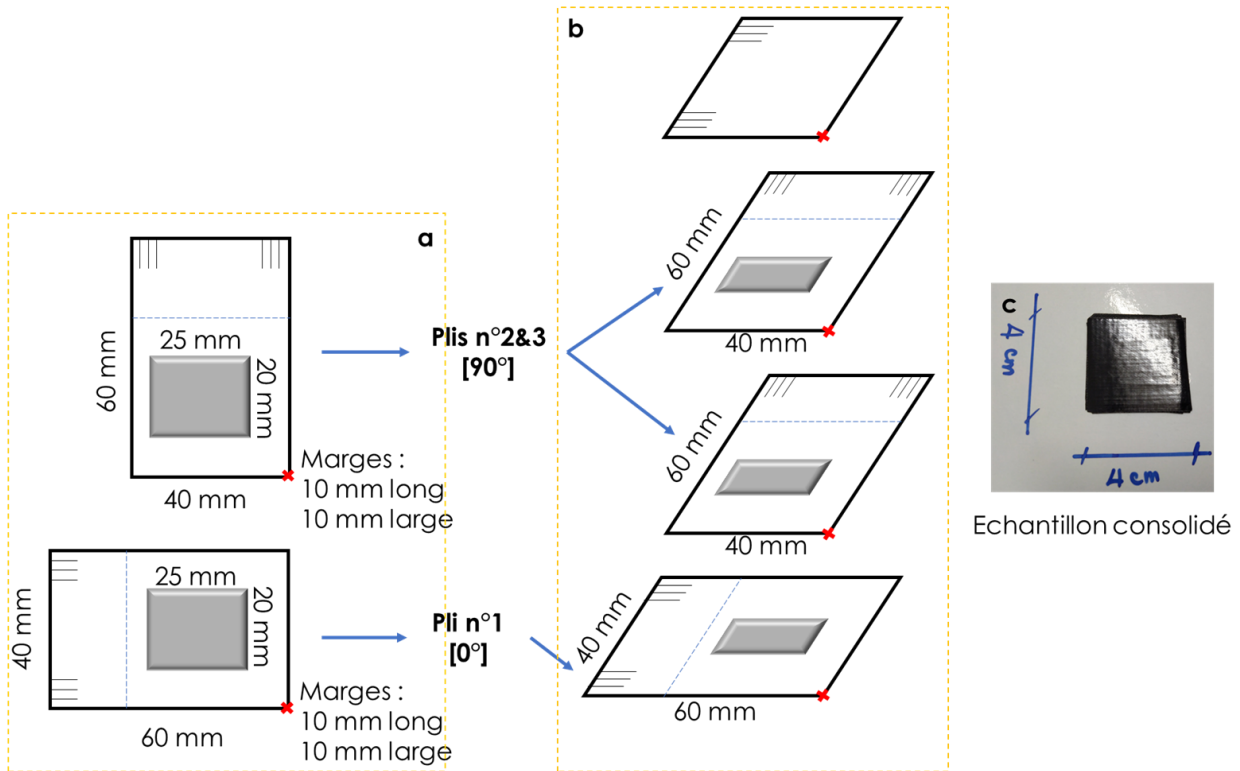 a
25 mm
20 mm
60 mm
40 mm
Marges :
10 mm long
10 mm large
25 mm
20 mm
40 mm
60 mm
Marges :
10 mm long
10 mm large
Plis n°2&3
[90°]
Pli n°1
[0°]
b
60 mm
40 mm
60 mm
40 mm
40 mm
60 mm
c
4 cm
4 cm
Echantillon consolidé